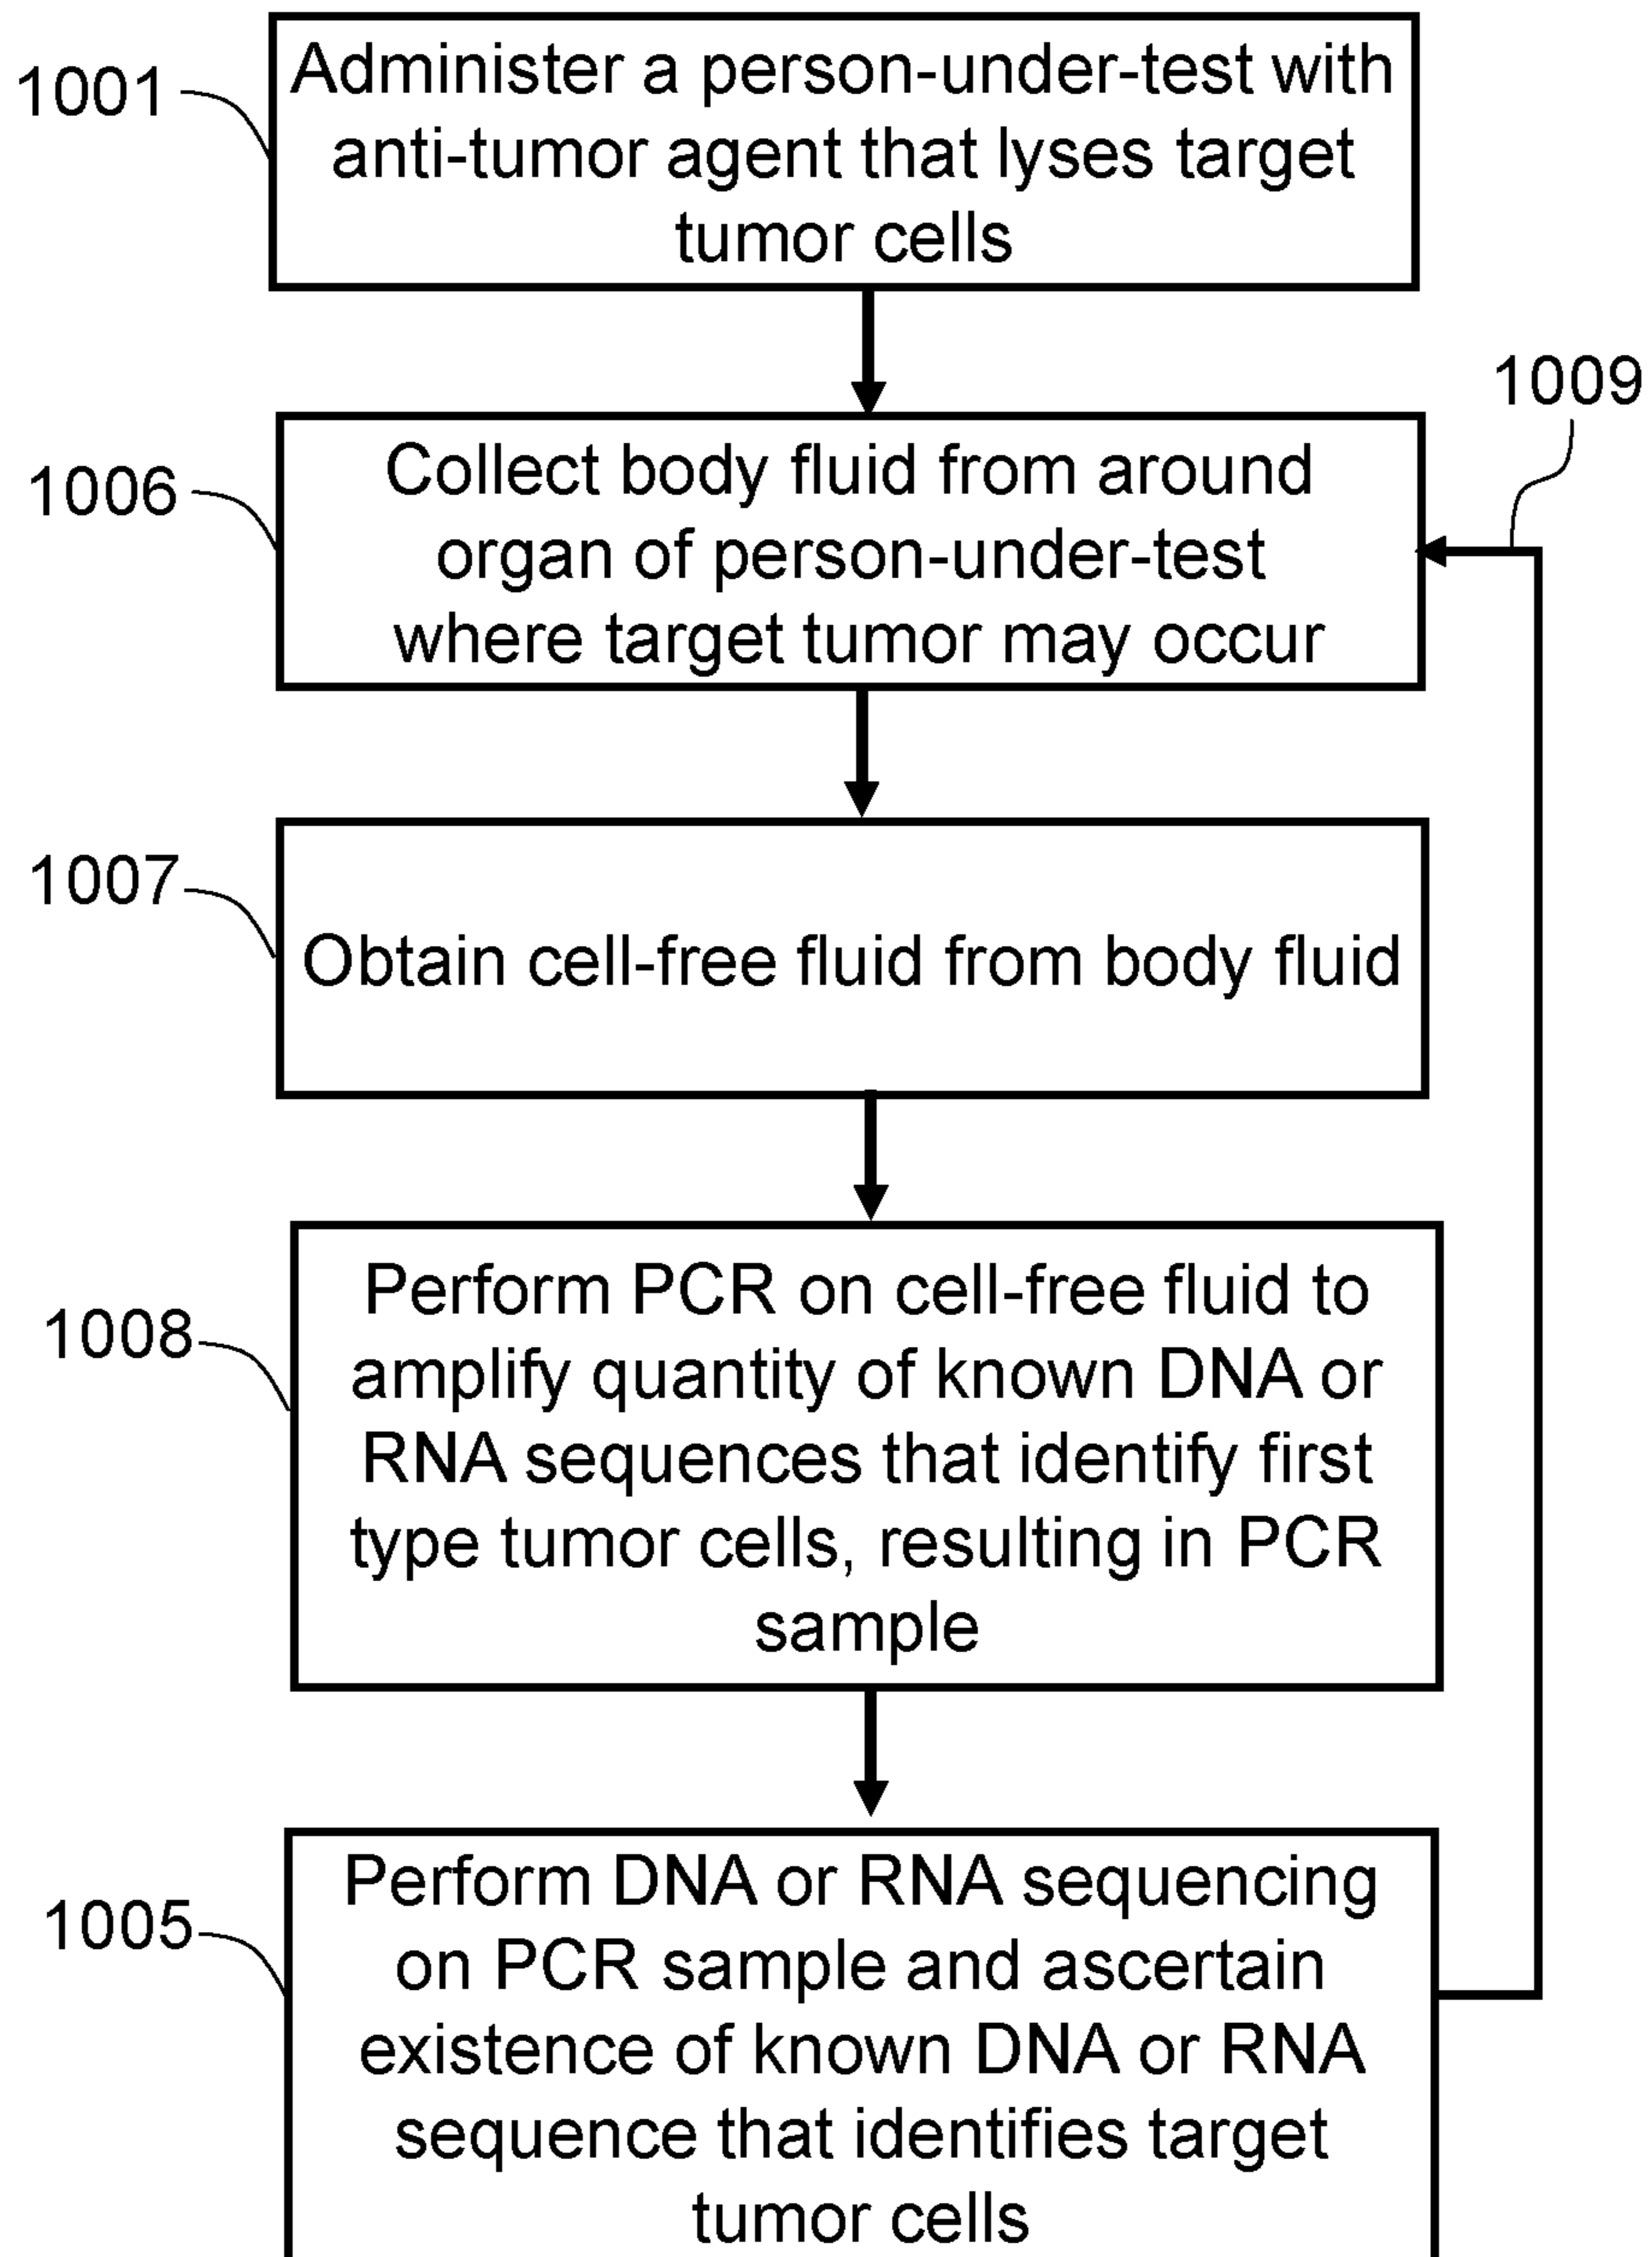 1001
Administer a person-under-test with
anti-tumor agent that lyses target
tumor cells
1009
1006
Collect body fluid from around
organ of person-under-test
where target tumor may occur
1007
Obtain cell-free fluid from body fluid
1008
Perform PCR on cell-free fluid to
amplify quantity of known DNA or
RNA sequences that identify first
type tumor cells, resulting in PCR
sample
1005
Perform DNA or RNA sequencing
on PCR sample and ascertain
existence of known DNA or RNA
sequence that identifies target
tumor cells